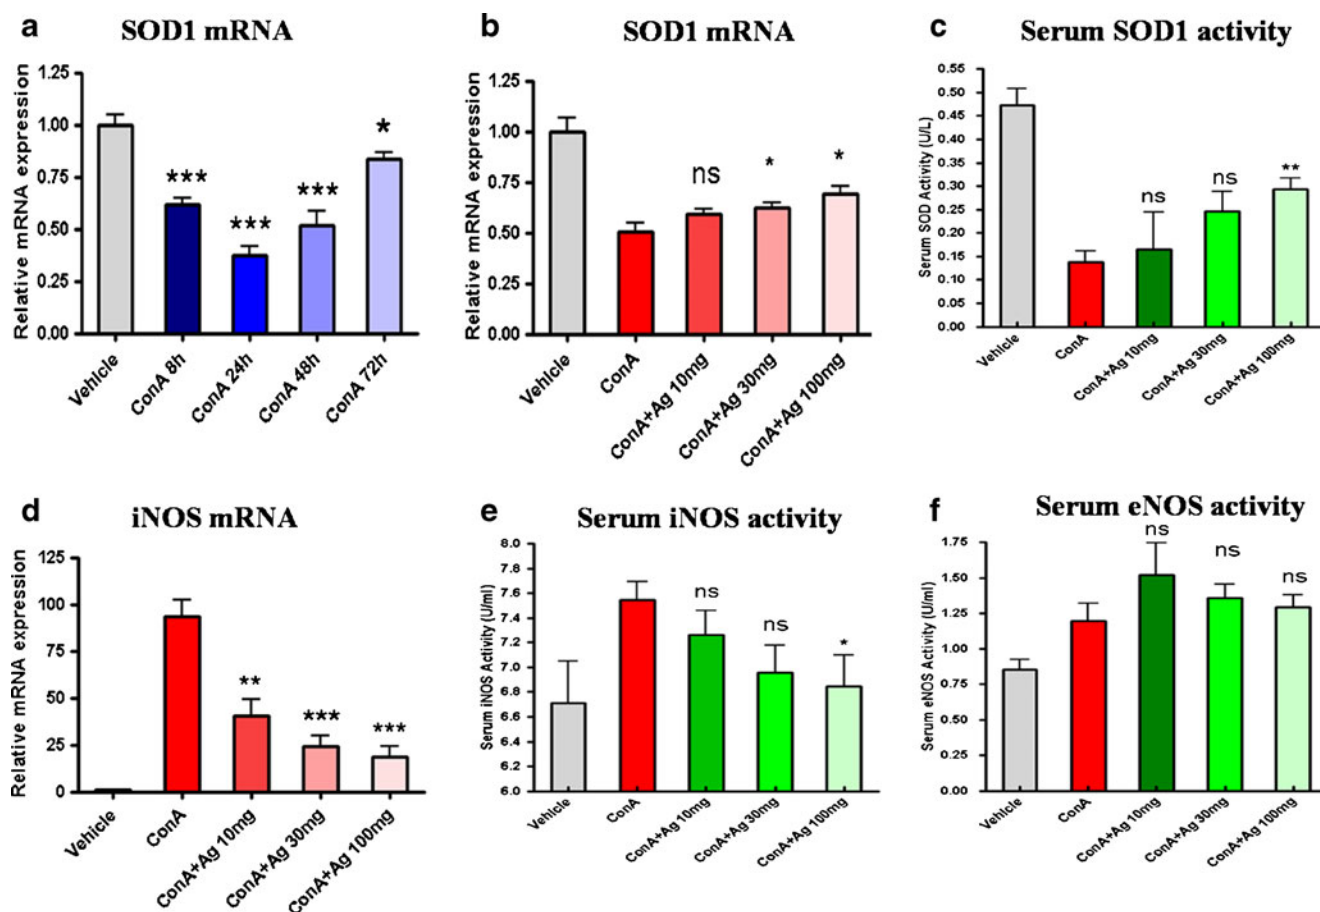 a
SOD1 mRNA
Relative mRNA expression
1.25
1.00
0.75
0.50
0.25
0.00
***
***
***
*
Vehicle
ConA 8h
ConA 24h
ConA 48h
ConA 72h
b
SOD1 mRNA
Relative mRNA expression
1.25
1.00
0.75
0.50
0.25
0.00
ns
*
*
Vehicle
ConA
ConA+Ag 10mg
ConA+Ag 30mg
ConA+Ag 100mg
c
Serum SOD1 activity
Serum SOD Activity (U/L)
0.50
0.45
0.40
0.35
0.30
0.25
0.20
0.15
0.10
0.05
0.00
ns
ns
**
Vehicle
ConA
ConA+Ag 10mg
ConA+Ag 30mg
ConA+Ag 100mg
d
iNOS mRNA
Relative mRNA expression
125
100
75
50
25
0
**
***
***
Vehicle
ConA
ConA+Ag 10mg
ConA+Ag 30mg
ConA+Ag 100mg
e
Serum iNOS activity
Serum iNOS Activity (U/ml)
8.0
7.8
7.6
7.4
7.2
7.0
6.8
6.6
6.4
6.2
6.0
ns
ns
*
Vehicle
ConA
ConA+Ag 10mg
ConA+Ag 30mg
ConA+Ag 100mg
f
Serum eNOS activity
Serum eNOS Activity (U/ml)
1.75
1.50
1.25
1.00
0.75
0.50
0.25
0.00
ns
ns
ns
Vehicle
ConA
ConA+Ag 10mg
ConA+Ag 30mg
ConA+Ag 100mg